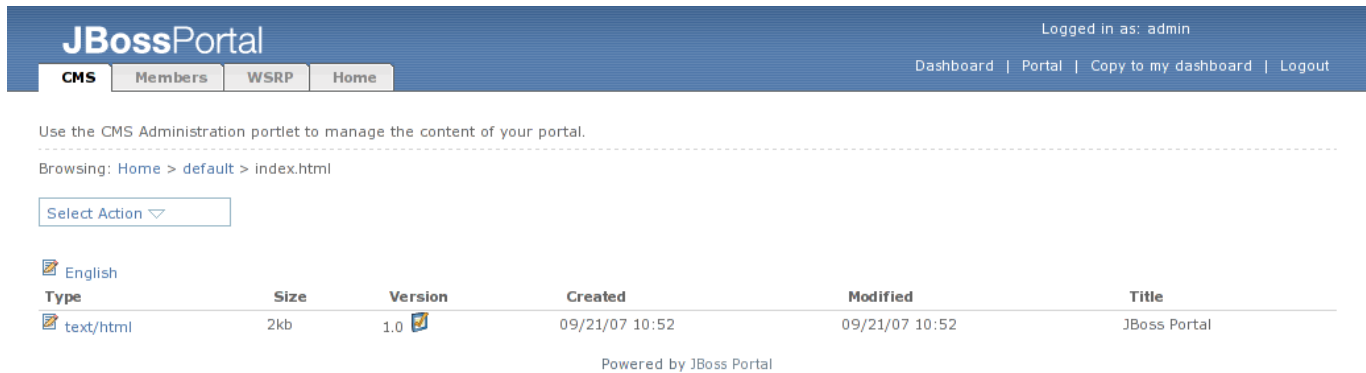 Logged in as: admin
JBossPortal
CMS Members WSRP Home
Dashboard | Portal | Copy to my dashboard | Logout
Use the CMS Administration portlet to manage the content of your portal.
Browsing: Home > default > index.html
Select Action
English
Type Size Version Created Modified Title
text/html 2kb 1.0 09/21/07 10:52 09/21/07 10:52 JBoss Portal
Powered by JBoss Portal